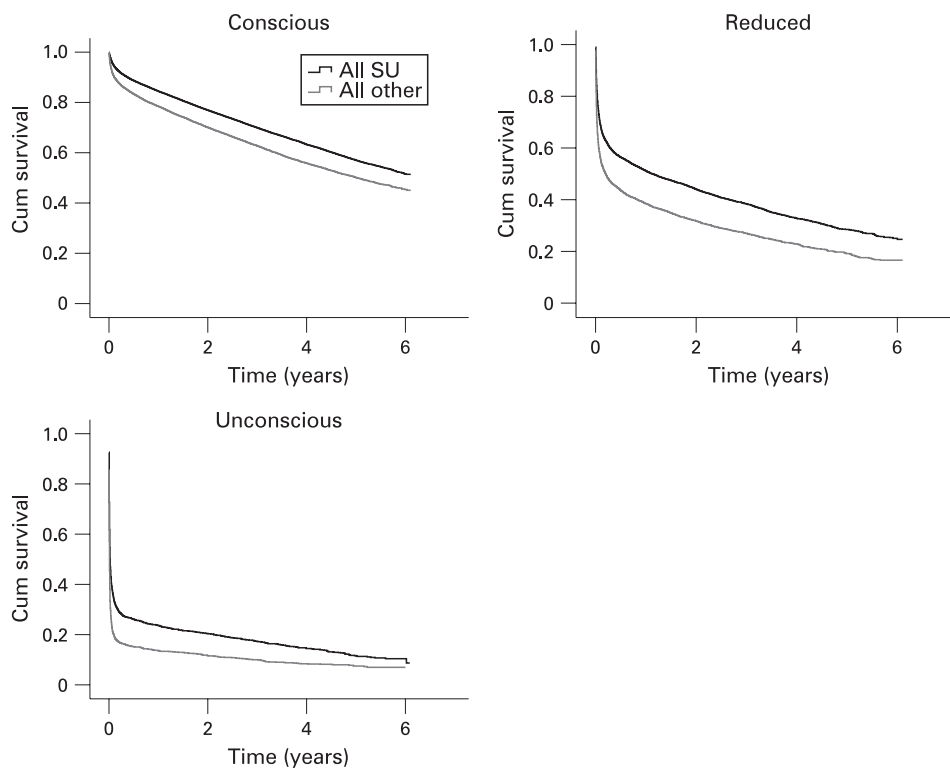 Conscious
1.0
0.8
0.6
0.4
0.2
0
Cum survival
All SU
All other
0
2
4
6
Time (years)
Reduced
1.0
0.8
0.6
0.4
0.2
0
Cum survival
0
2
4
6
Time (years)
Unconscious
1.0
0.8
0.6
0.4
0.2
0
Cum survival
0
2
4
6
Time (years)